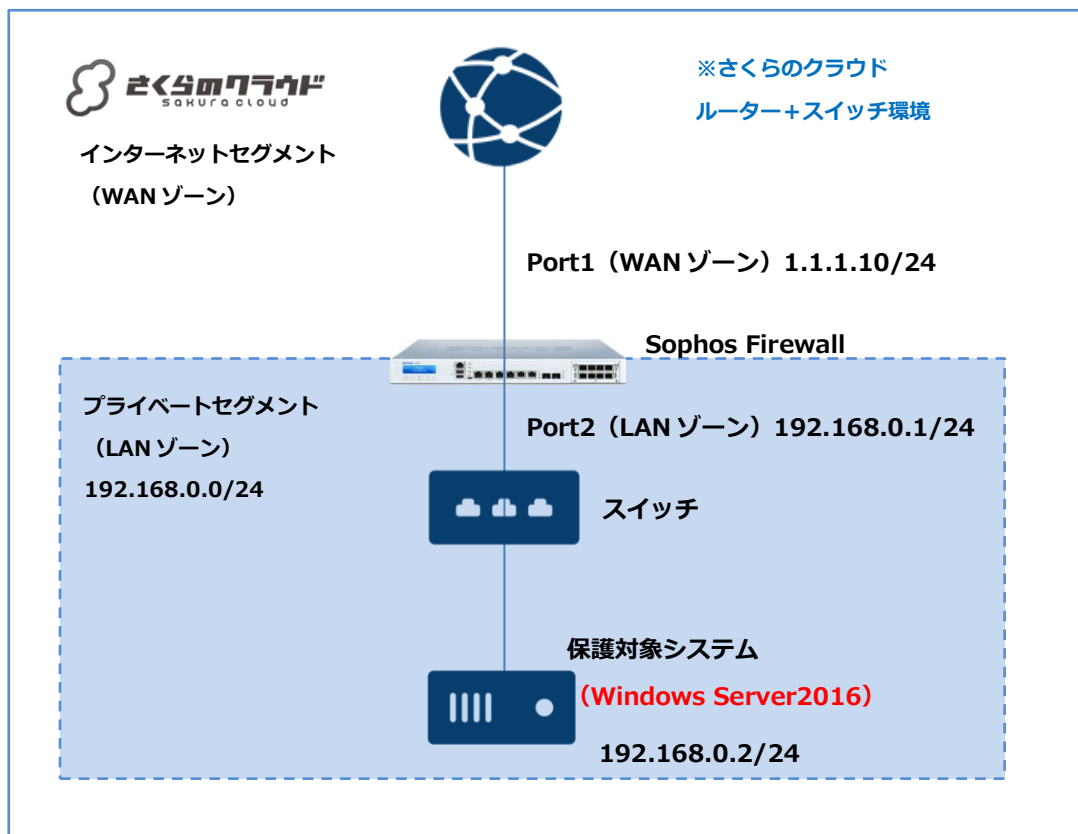 さくらのクラウド
SAKURA CLOUD
※さくらのクラウド
ルーター＋スイッチ環境
インターネットセグメント
（WAN ゾーン）
Port1（WAN ゾーン）1.1.1.10/24
Sophos Firewall
プライベートセグメント
（LAN ゾーン）
192.168.0.0/24
Port2（LAN ゾーン）192.168.0.1/24
スイッチ
保護対象システム
（Windows Server2016）
192.168.0.2/24